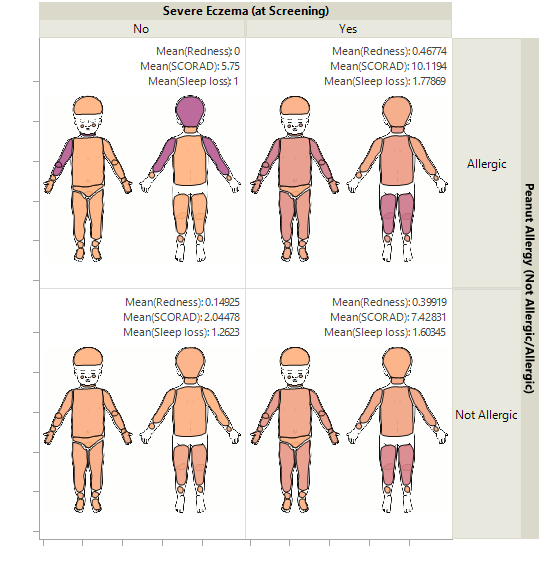 Severe Eczema (at Screening)
No
Yes
Mean(Redness): 0
Mean(SCORAD): 5.75
Mean(Sleep loss): 1
Mean(Redness): 0.46774
Mean(SCORAD): 10.1194
Mean(Sleep loss): 1.77869
Allergic
Peanut Allergy (Not Allergic/Allergic)
Mean(Redness): 0.14925
Mean(SCORAD): 2.04478
Mean(Sleep loss): 1.2623
Mean(Redness): 0.39919
Mean(SCORAD): 7.42831
Mean(Sleep loss): 1.60345
Not Allergic